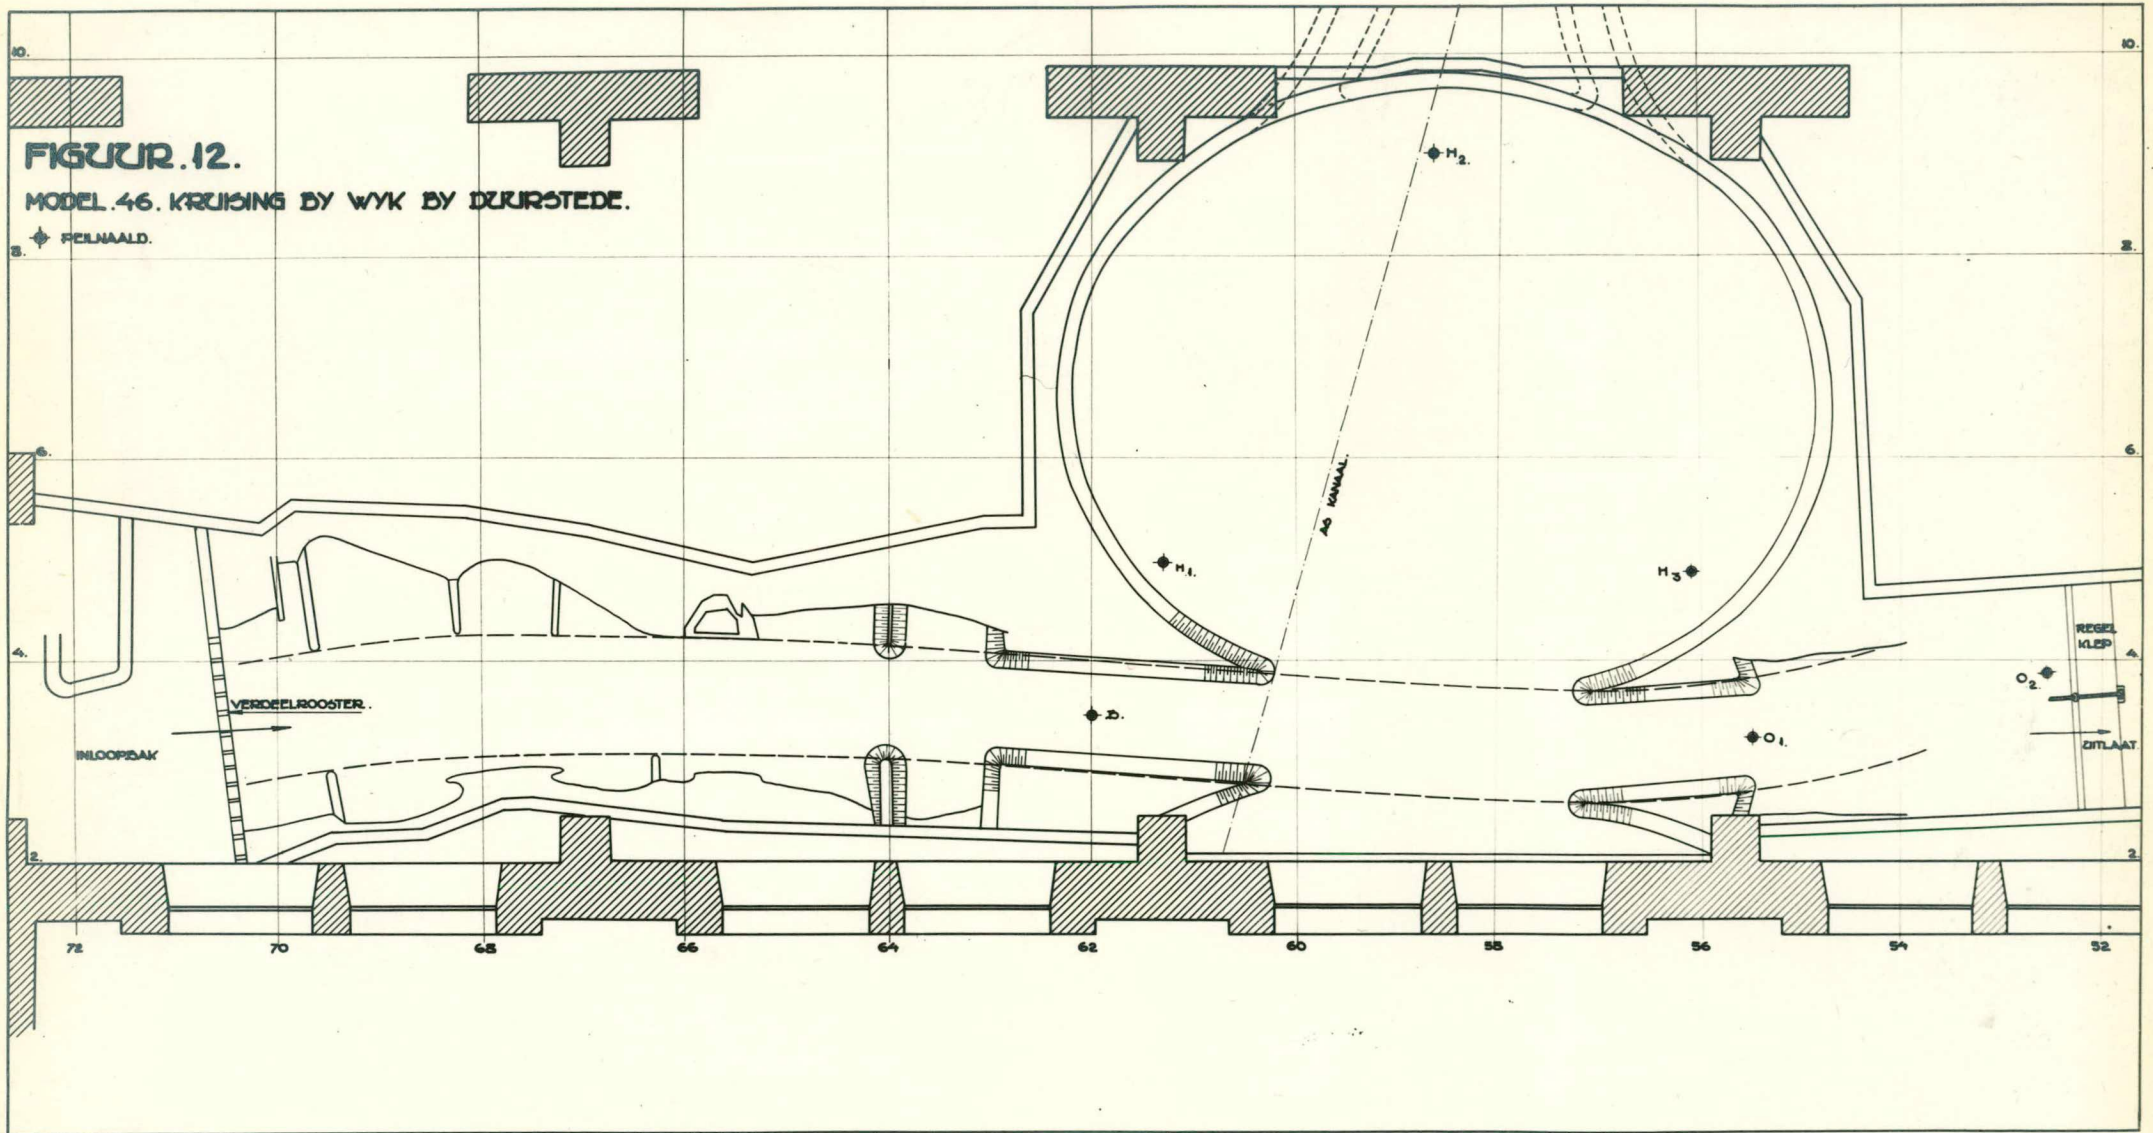 10.
10.
FIGUUR.12.
MODEL.46. KRUISING BY WYK BY DUURSTEDE.
PEILNAALD.
H2.
8.
8.
6.
6.
AS KANAAL.
H1.
H3
4.
4.
REGEL
KLEP
O2.
VERDEELROOSTER.
B.
O1.
INLOOPBAK
UITLAAT.
2.
2
72 70 68 66 64 62 60 58 56 54 52